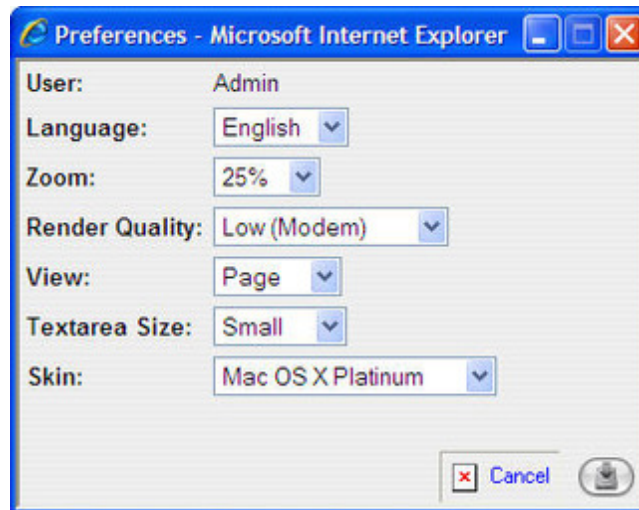 Preferences - Microsoft Internet Explorer
User: Admin
Language: English
Zoom: 25%
Render Quality: Low (Modem)
View: Page
Textarea Size: Small
Skin: Mac OS X Platinum
Cancel